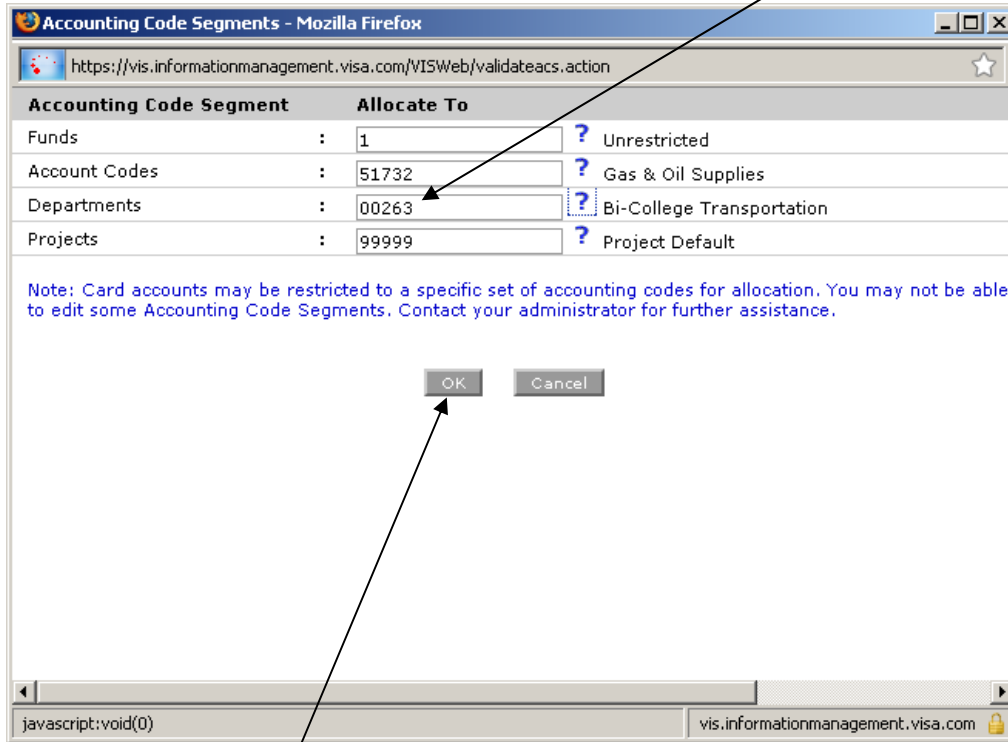 Accounting Code Segments - Mozilla Firefox
https://vis.informationmanagement.visa.com/VISWeb/validateacs.action
Accounting Code Segment Allocate To
Funds : 1 ? Unrestricted
Account Codes : 51732 ? Gas & Oil Supplies
Departments : 00263 ? Bi-College Transportation
Projects : 99999 ? Project Default
Note: Card accounts may be restricted to a specific set of accounting codes for allocation. You may not be able
to edit some Accounting Code Segments. Contact your administrator for further assistance.
OK Cancel
javascript:void(0) vis.informationmanagement.visa.com